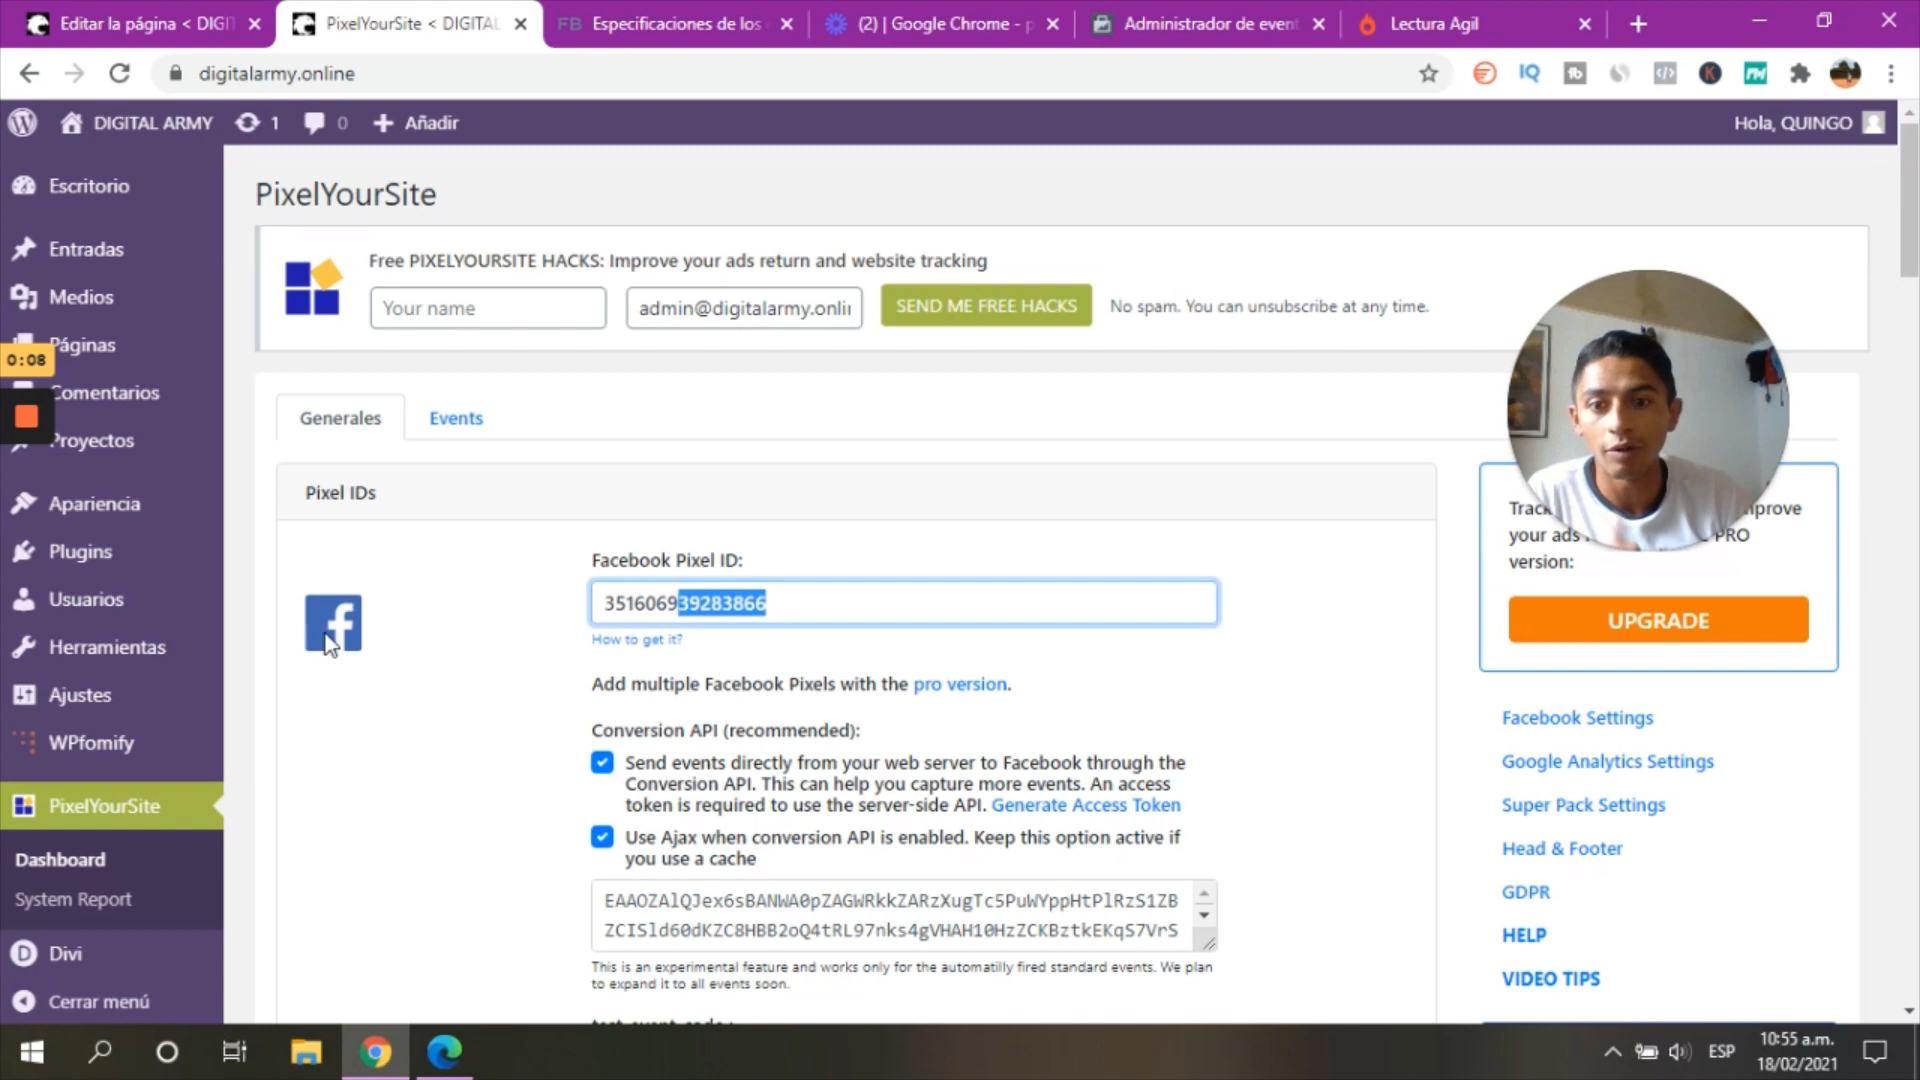 Editar la página < DIGIT
PixelYourSite < DIGITAL
FB Especificaciones de los
(2) | Google Chrome - p
Administrador de event
Lectura Agil
digitalarmy.online
DIGITAL ARMY
1
0
Añadir
Hola, QUINGO
Escritorio
Entradas
Medios
Páginas
0:08
Comentarios
Proyectos
Apariencia
Plugins
Usuarios
Herramientas
Ajustes
WPfomify
PixelYourSite
Dashboard
System Report
Divi
Cerrar menú
PixelYourSite
Free PIXELYOURSITE HACKS: Improve your ads return and website tracking
Your name
admin@digitalarmy.onlin
SEND ME FREE HACKS
No spam. You can unsubscribe at any time.
Generales
Events
Pixel IDs
Facebook Pixel ID:
351606939283866
How to get it?
Add multiple Facebook Pixels with the pro version.
Conversion API (recommended):
Send events directly from your web server to Facebook through the
Conversion API. This can help you capture more events. An access
token is required to use the server-side API. Generate Access Token
Use Ajax when conversion API is enabled. Keep this option active if
you use a cache
EAAOZAlQJex6sBANWA0pZAGWRkkZARzXugTc5PuWYppHtPlRzS1ZB
ZCISld60dKZC8HBB2oQ4tRL97nks4gVHAH10HzZCKBztkEKqS7VrS
This is an experimental feature and works only for the automatilly fired standard events. We plan
to expand it to all events soon.
test_event_code :
Track
improve
your ads
PRO
version:
UPGRADE
Facebook Settings
Google Analytics Settings
Super Pack Settings
Head & Footer
GDPR
HELP
VIDEO TIPS
ESP
10:55 a.m.
18/02/2021